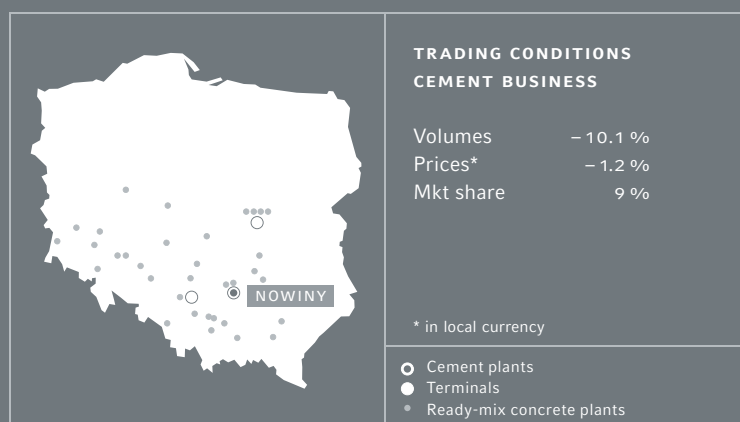 TRADING CONDITIONS
CEMENT BUSINESS
Volumes – 10.1 %
Prices* – 1.2 %
Mkt share 9 %
NOWINY
* in local currency
Cement plants
Terminals
Ready-mix concrete plants